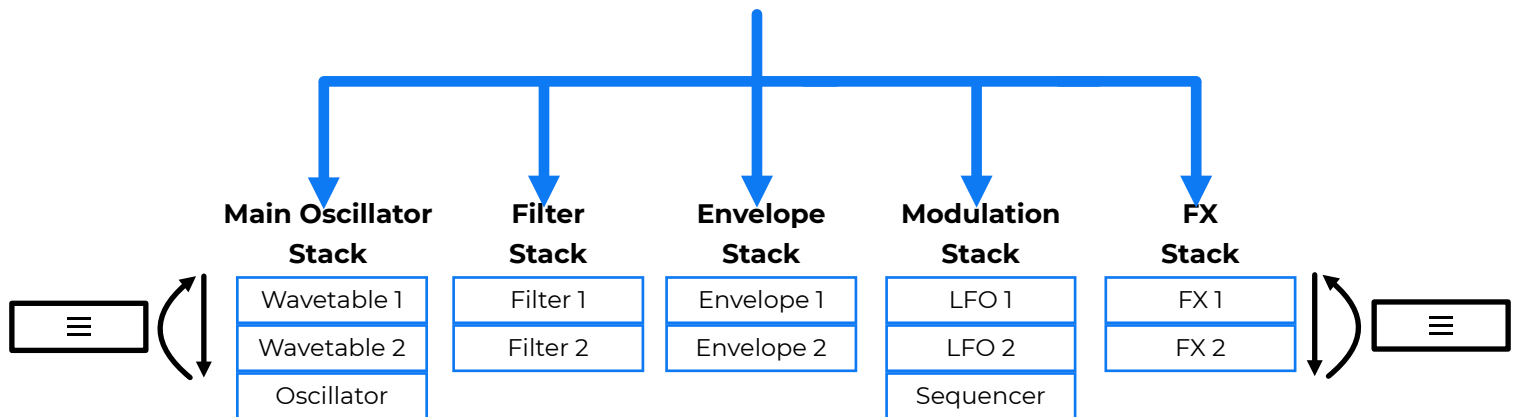 Main Oscillator Stack
Filter Stack
Envelope Stack
Modulation Stack
FX Stack
Wavetable 1
Wavetable 2
Oscillator
Filter 1
Filter 2
Envelope 1
Envelope 2
LFO 1
LFO 2
Sequencer
FX 1
FX 2